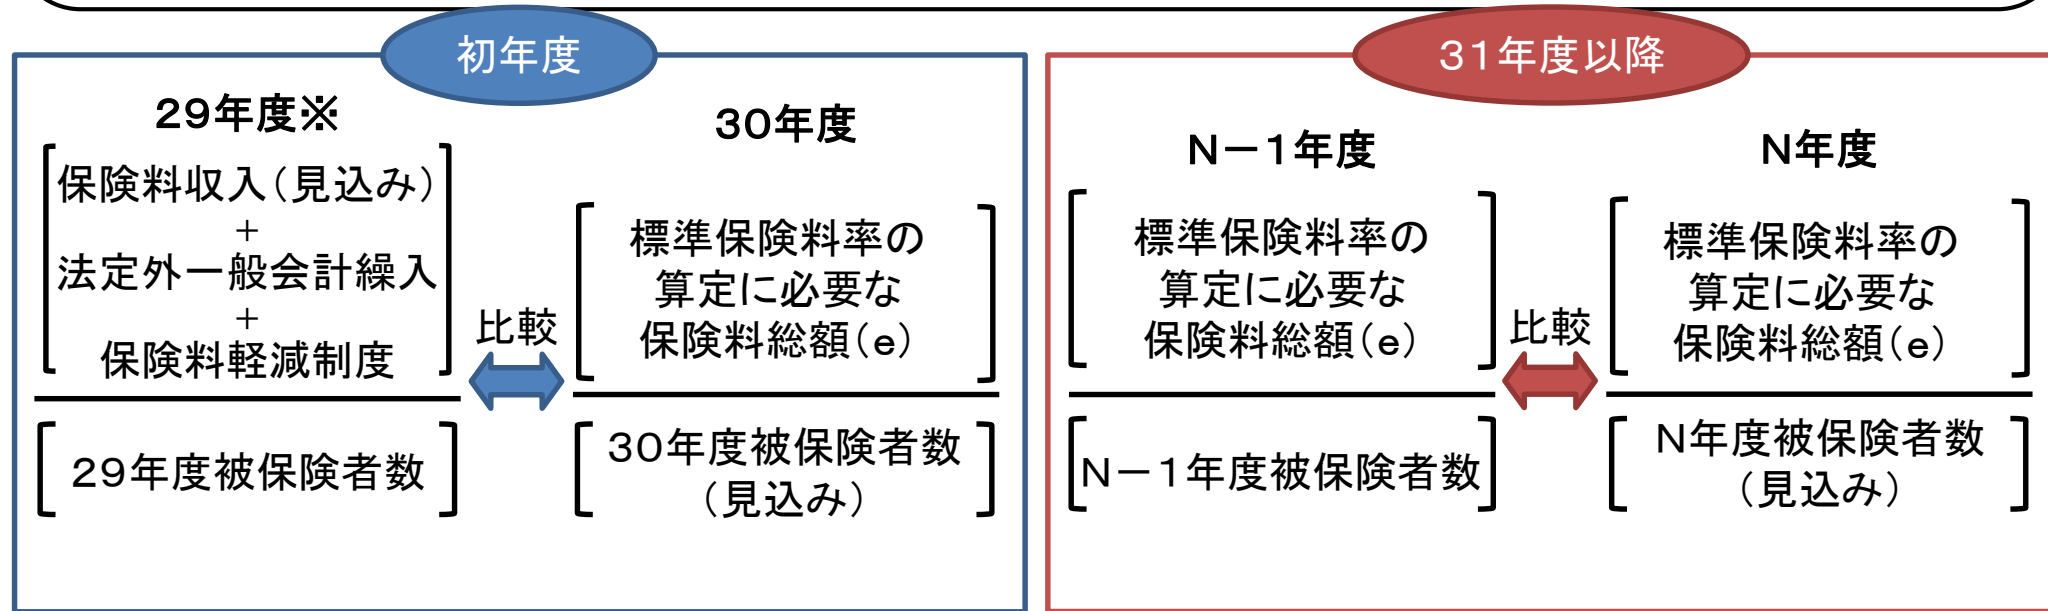 初年度
29年度※
保険料収入（見込み）
＋
法定外一般会計繰入
＋
保険料軽減制度
29年度被保険者数
比較
30年度
標準保険料率の
算定に必要な
保険料総額（e）
30年度被保険者数
（見込み）
31年度以降
N－1年度
標準保険料率の
算定に必要な
保険料総額（e）
N－1年度被保険者数
比較
N年度
標準保険料率の
算定に必要な
保険料総額（e）
N年度被保険者数
（見込み）